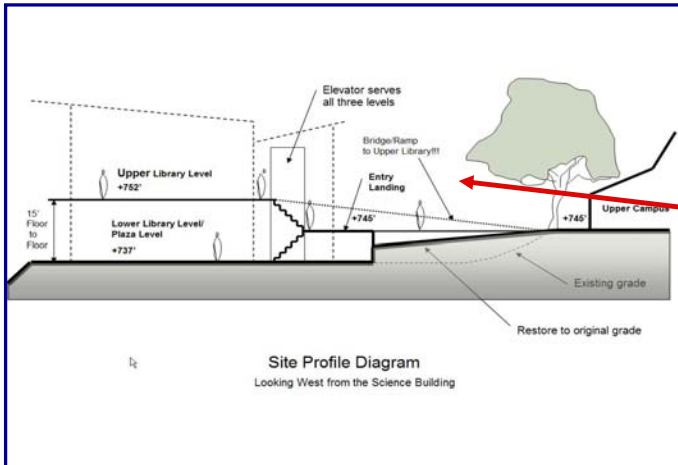 Elevator serves
all three levels
Bridge/Ramp
to Upper Library!!!
Upper Library Level
+752'
Entry
Landing
15'
Floor
to
Floor
Lower Library Level/
Plaza Level
+737'
+745'
+745'
Upper Campus
Existing grade
Restore to original grade
Site Profile Diagram
Looking West from the Science Building